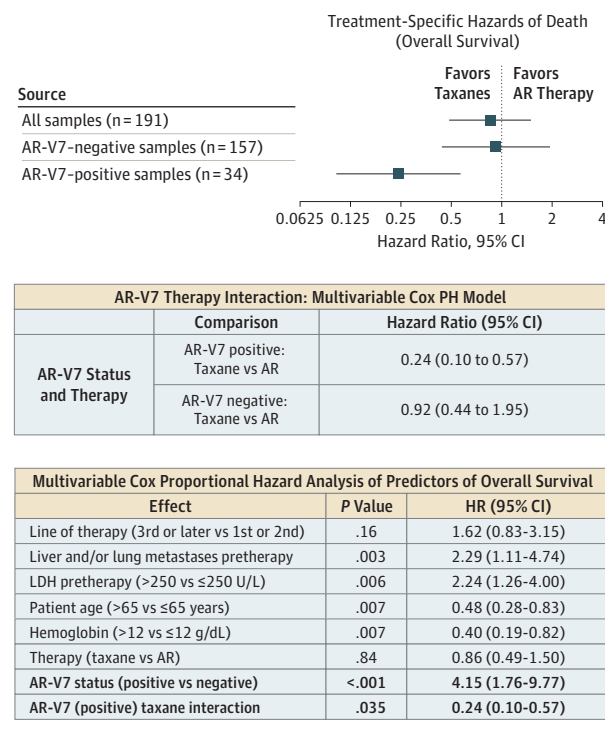 Treatment-Specific Hazards of Death
(Overall Survival)
Favors Taxanes
Favors AR Therapy
Source
All samples (n=191)
AR-V7-negative samples (n=157)
AR-V7-positive samples (n=34)
0.0625 0.125 0.25 0.5 1 2 4
Hazard Ratio, 95% CI
AR-V7 Therapy Interaction: Multivariable Cox PH Model
Comparison Hazard Ratio (95% CI)
AR-V7 Status and Therapy
AR-V7 positive:
Taxane vs AR
0.24 (0.10 to 0.57)
AR-V7 negative:
Taxane vs AR
0.92 (0.44 to 1.95)
Multivariable Cox Proportional Hazard Analysis of Predictors of Overall Survival
Effect P Value HR (95% CI)
Line of therapy (3rd or later vs 1st or 2nd) .16 1.62 (0.83-3.15)
Liver and/or lung metastases pretherapy .003 2.29 (1.11-4.74)
LDH pretherapy (>250 vs ≤250 U/L) .006 2.24 (1.26-4.00)
Patient age (>65 vs ≤65 years) .007 0.48 (0.28-0.83)
Hemoglobin (>12 vs ≤12 g/dL) .007 0.40 (0.19-0.82)
Therapy (taxane vs AR) .84 0.86 (0.49-1.50)
AR-V7 status (positive vs negative) <.001 4.15 (1.76-9.77)
AR-V7 (positive) taxane interaction .035 0.24 (0.10-0.57)